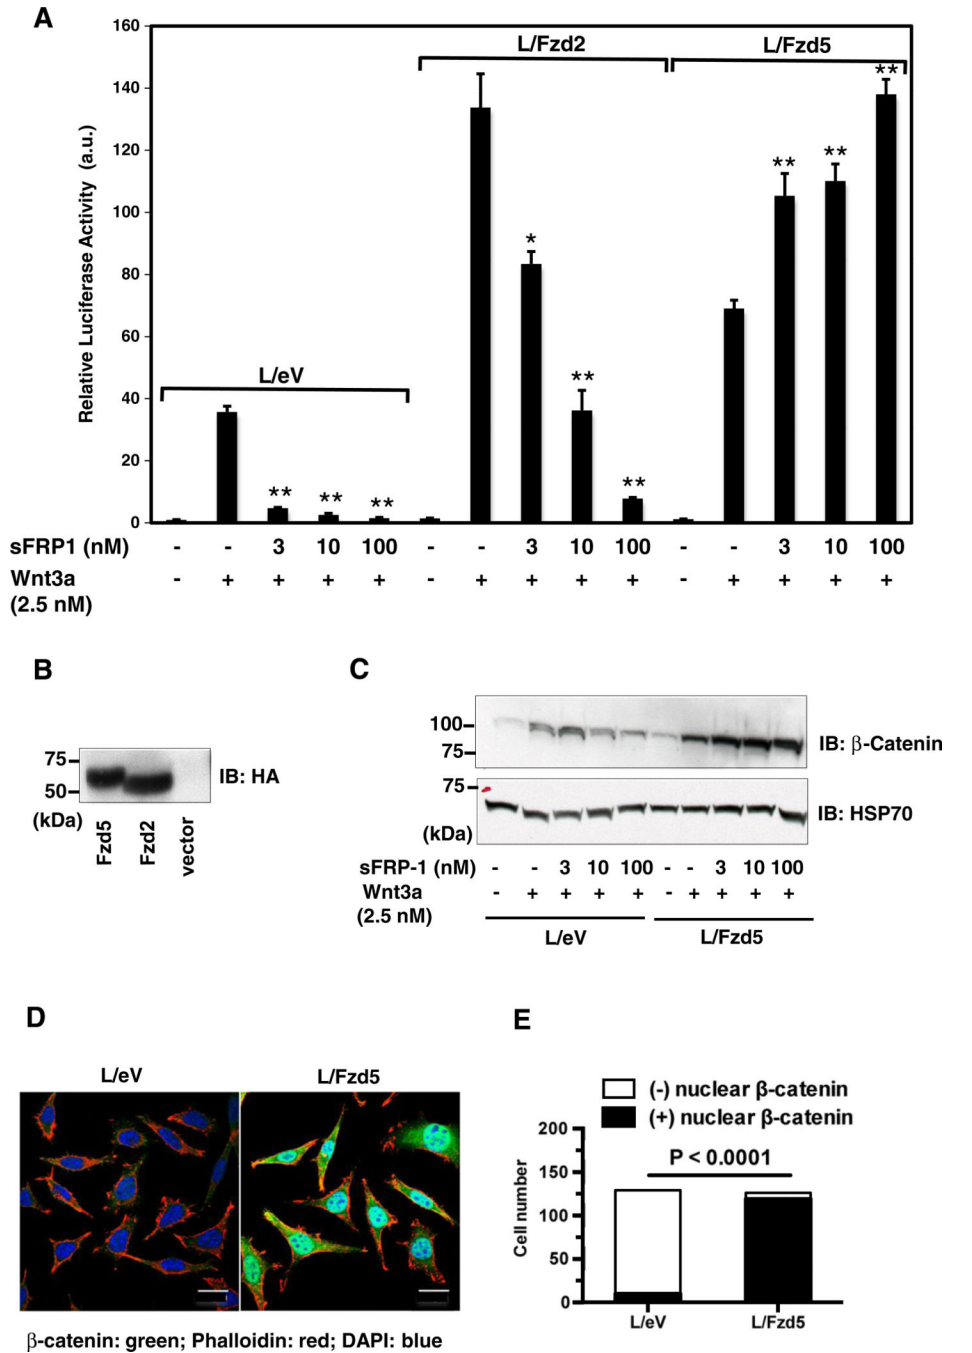 A
160
140
120
100
80
60
40
20
0
Relative Luciferase Activity (a.u.)
L/eV
L/Fzd2
L/Fzd5
** ** ** * ** ** ** ** **
sFRP1 (nM) - - 3 10 100 - - 3 10 100 - - 3 10 100
Wnt3a - + + + + - + + + + - + + + +
(2.5 nM)
B
75
50
(kDa)
IB: HA
Fzd5
Fzd2
vector
C
100
75
IB: β-Catenin
75
IB: HSP70
(kDa)
sFRP-1 (nM) - - 3 10 100 - - 3 10 100
Wnt3a - + + + + - + + + +
(2.5 nM)
L/eV L/Fzd5
D
L/eV L/Fzd5
β-catenin: green; Phalloidin: red; DAPI: blue
E
(-) nuclear β-catenin
(+) nuclear β-catenin
200
150
100
50
0
Cell number
P < 0.0001
L/eV L/Fzd5